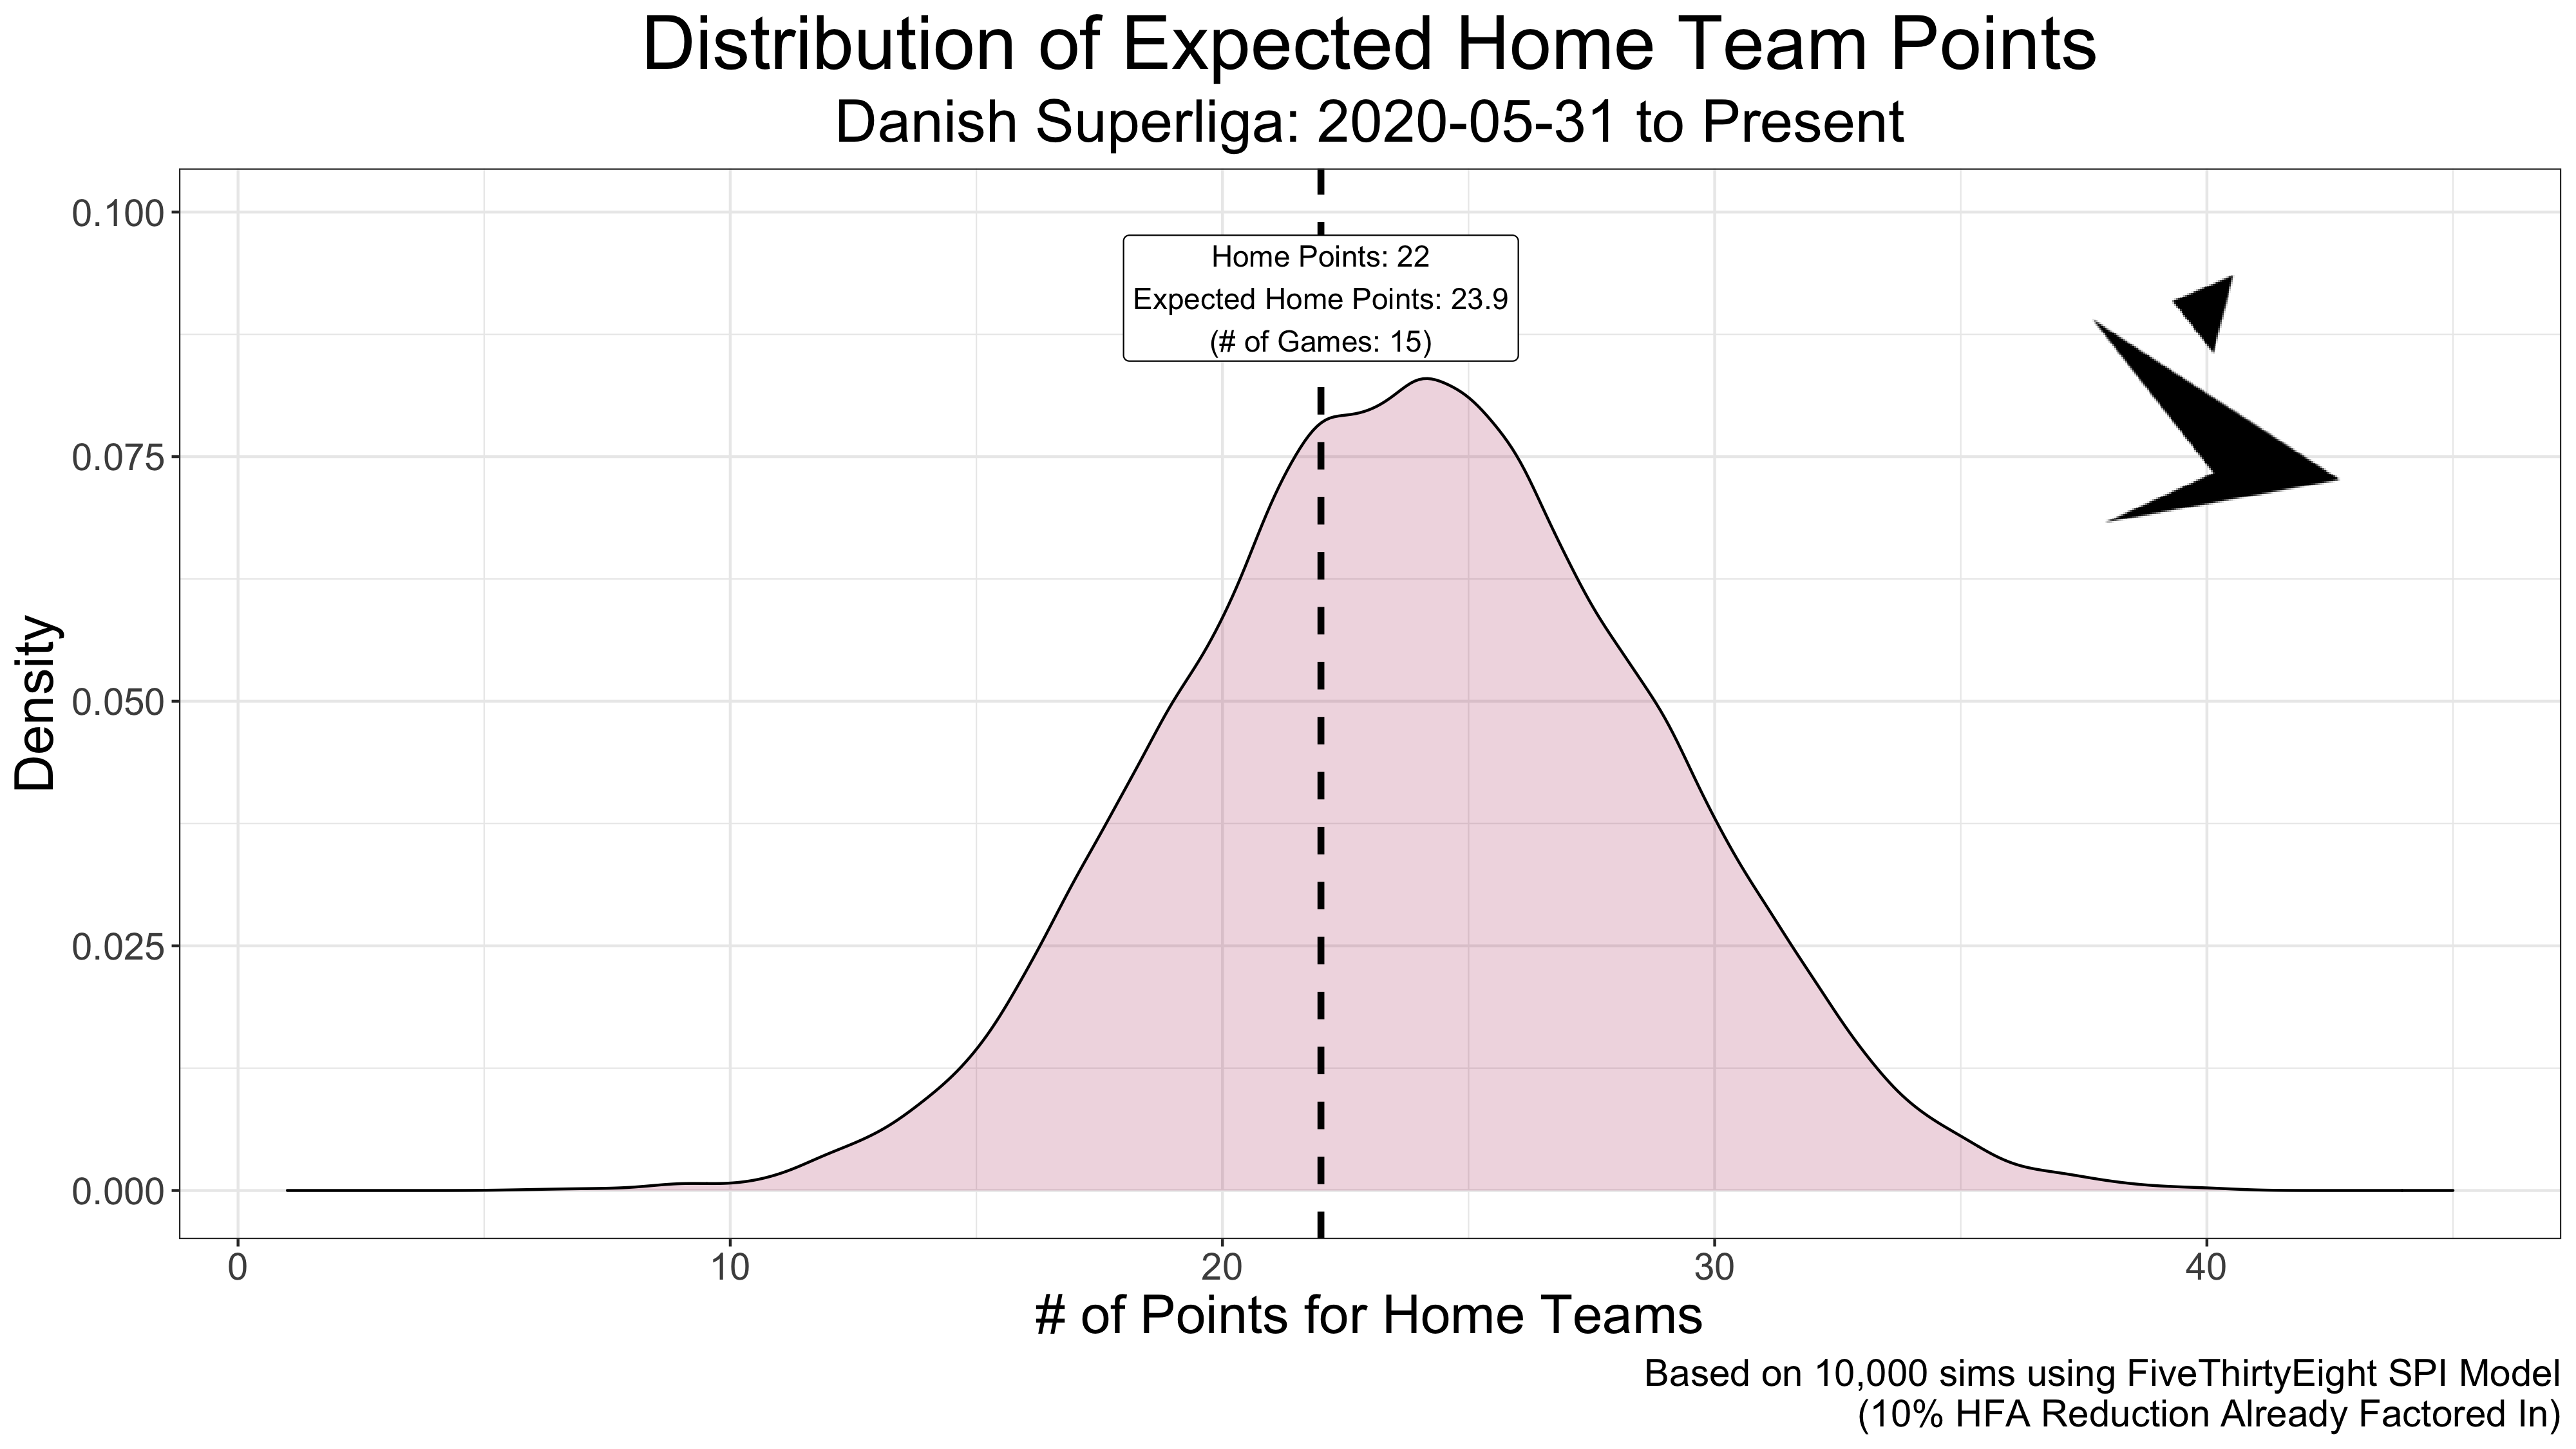 Distribution of Expected Home Team Points
Danish Superliga: 2020-05-31 to Present
Home Points: 22
Expected Home Points: 23.9
(# of Games: 15)
0.100
0.075
0.050
0.025
0.000
Density
0 10 20 30 40
# of Points for Home Teams
Based on 10,000 sims using FiveThirtyEight SPI Model
(10% HFA Reduction Already Factored In)